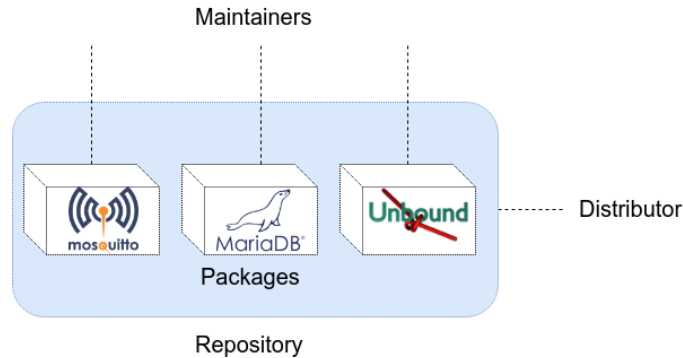 Maintainers
mosquitto
MariaDB®
Unbound
Distributor
Packages
Repository